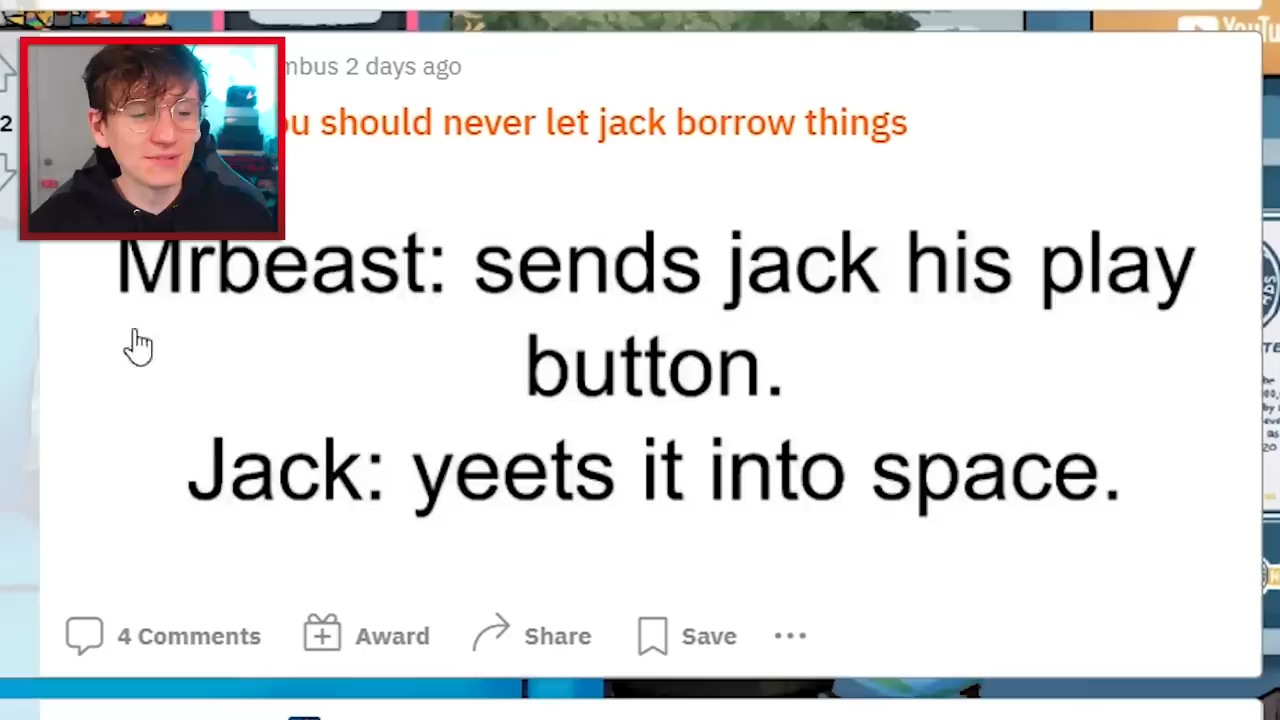 2 days ago
should never let jack borrow things
Mrbeast: sends jack his play
button.
Jack: yeets it into space.
4 Comments
Award
Share
Save
2